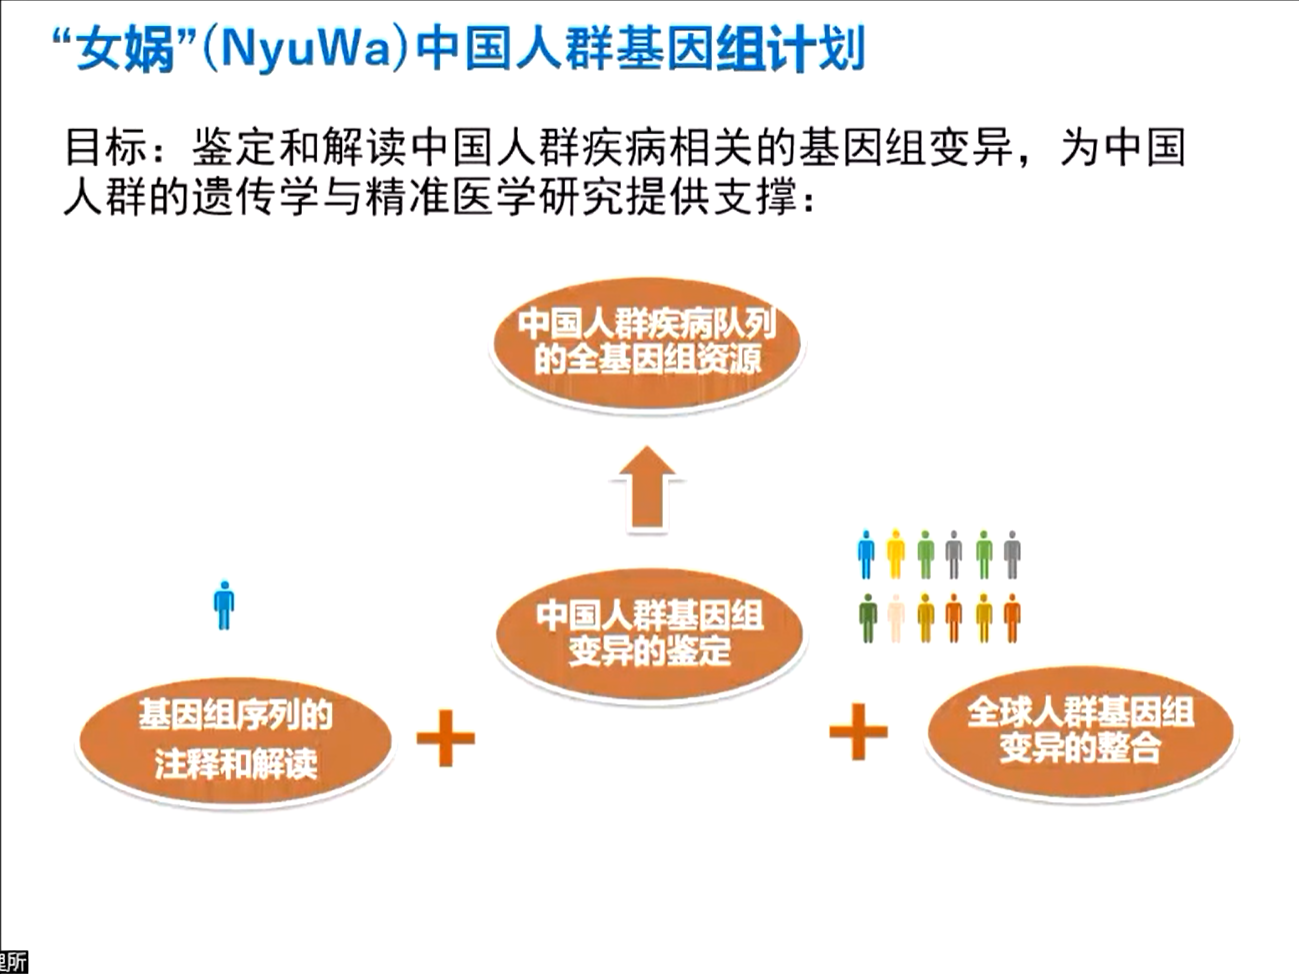 “女娲”(NyuWa)中国人群基因组计划
目标：鉴定和解读中国人群疾病相关的基因组变异，为中国
人群的遗传学与精准医学研究提供支撑：
中国人群疾病队列
的全基因组资源
中国人群基因组
变异的鉴定
基因组序列的
注释和解读
全球人群基因组
变异的整合
理所